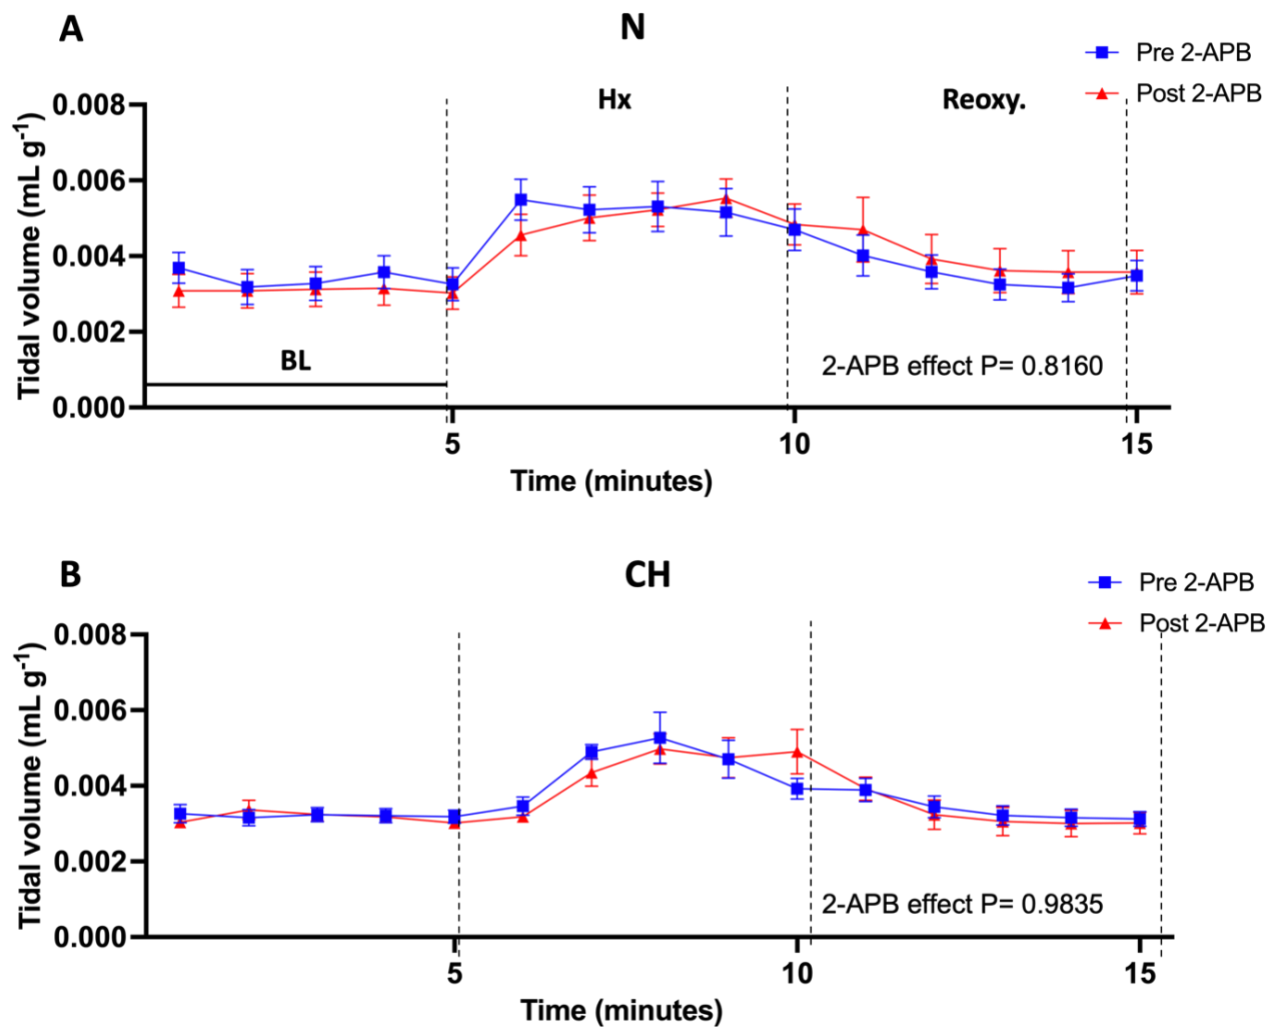 A
N
Pre 2-APB
Post 2-APB
Hx
Reoxy.
0.008
0.006
0.004
0.002
0.000
Tidal volume (mL g⁻¹)
BL
2-APB effect P= 0.8160
5
10
15
Time (minutes)
B
CH
Pre 2-APB
Post 2-APB
0.008
0.006
0.004
0.002
0.000
Tidal volume (mL g⁻¹)
2-APB effect P= 0.9835
5
10
15
Time (minutes)